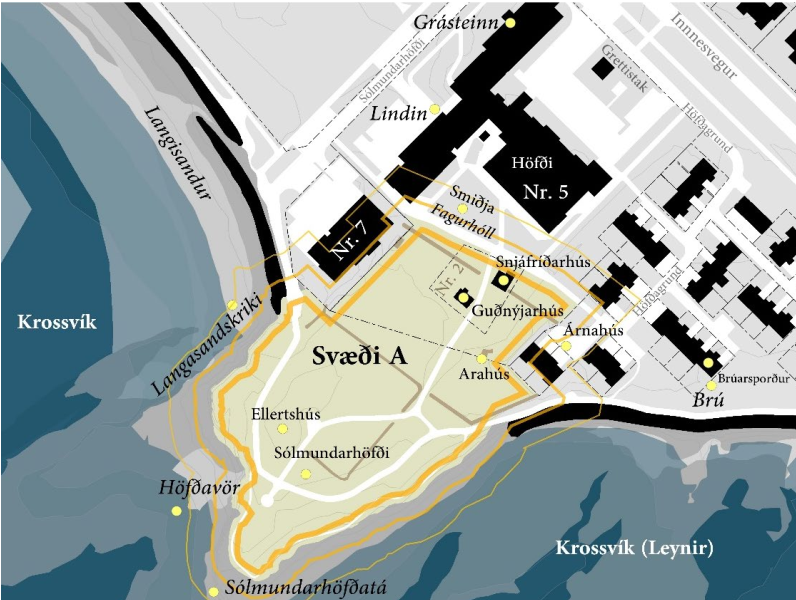 Grásteinn
Innnesvegur
Sólmundarhöfði
Grettistak
Lindin
Höfðagrund
Langisandur
Höfði
Nr. 5
Smiðja
Fagurhóll
Nr. 7
Snjáfríðarhús
Nr. 2
Guðnýjarhús
Höfðagrund
Krossvík
Langasandskriki
Árnahús
Svæði A
Arahús
Brúarsporður
Brú
Ellertshús
Sólmundarhöfði
Höfðavör
Krossvík (Leynir)
Sólmundarhöfðatá